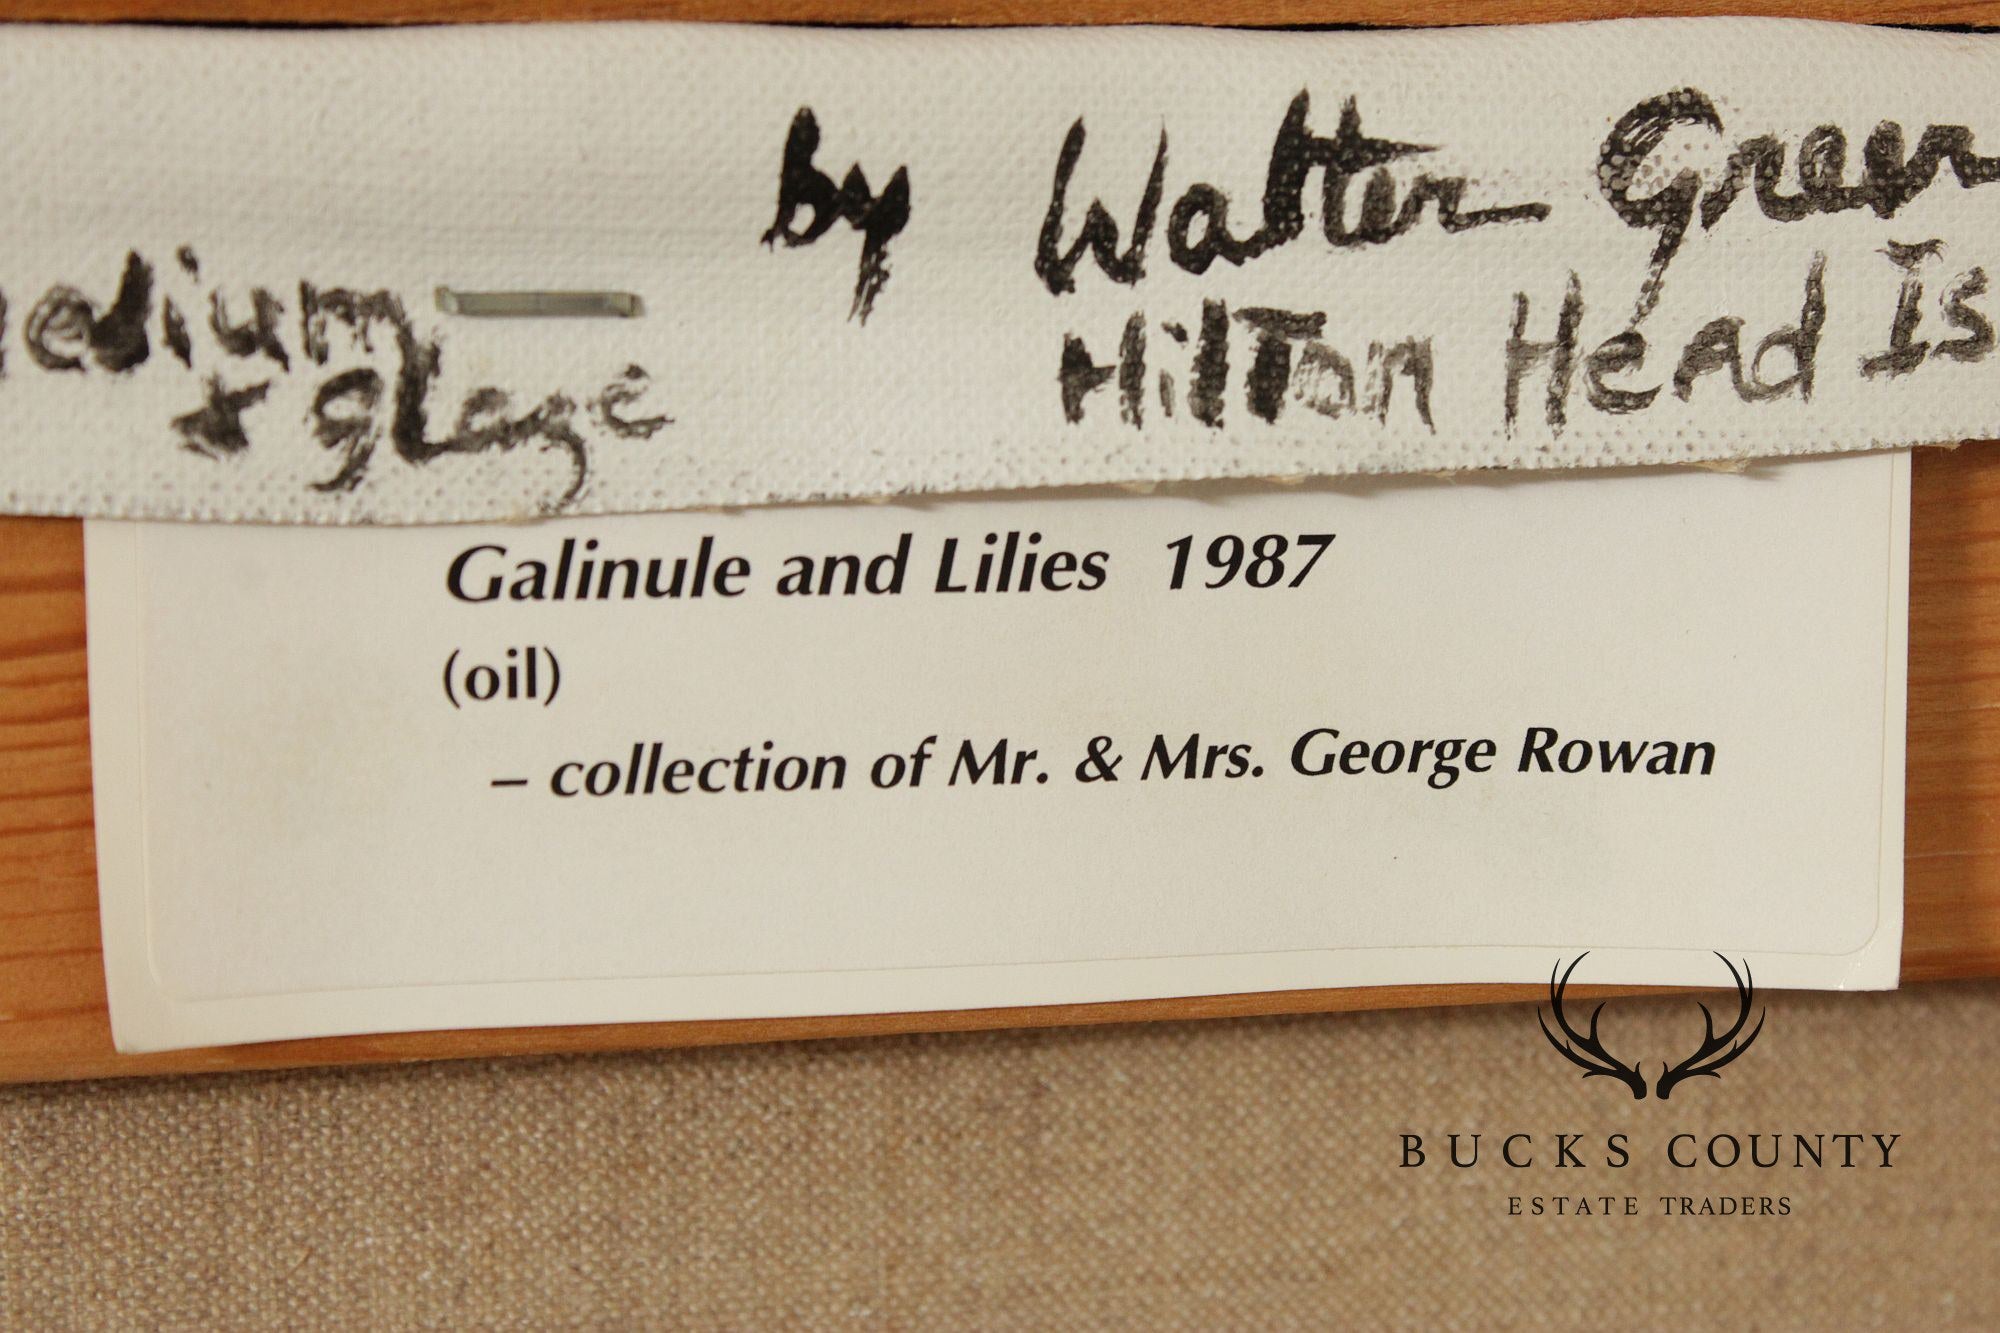 by Walter Green
edium Hilton Head Is
+ glaze
Galinule and Lilies 1987
(oil)
– collection of Mr. & Mrs. George Rowan
BUCKS COUNTY
ESTATE TRADERS